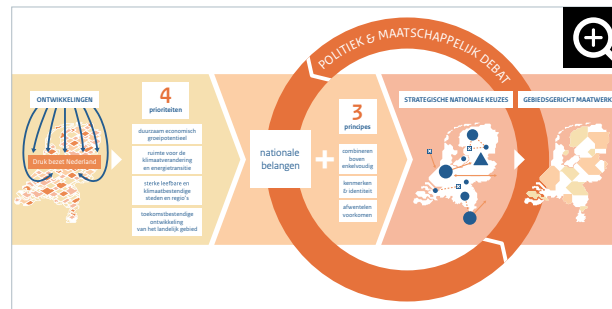 POLITIEK & MAATSCHAPPELIJK DEBAT
ONTWIKKELINGEN
Druk bezet Nederland
4
prioriteiten
duurzaam economisch
groeipotentieel
ruimte voor de
klimaatverandering
en energietransitie
sterke leefbare en
klimaatbestendige
steden en regio's
toekomstbestendige
ontwikkeling
van het landelijk gebied
nationale
belangen
+
3
principes
combineren
boven
enkelvoudig
kenmerken
& identiteit
afwentelen
voorkomen
STRATEGISCHE NATIONALE KEUZES
GEBIEDSGERICHT MAATWERK